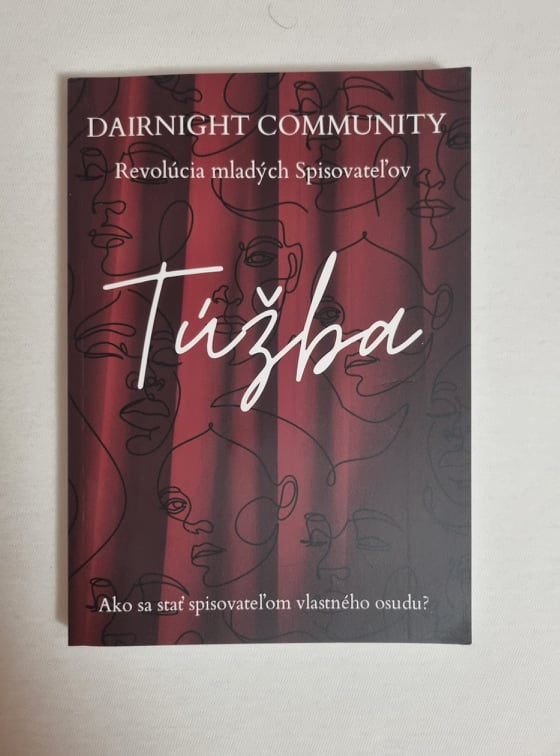 DAIRNIGHT COMMUNITY
Revolúcia mladých Spisovateľov
Túžba
Ako sa stať spisovateľom vlastného osudu?